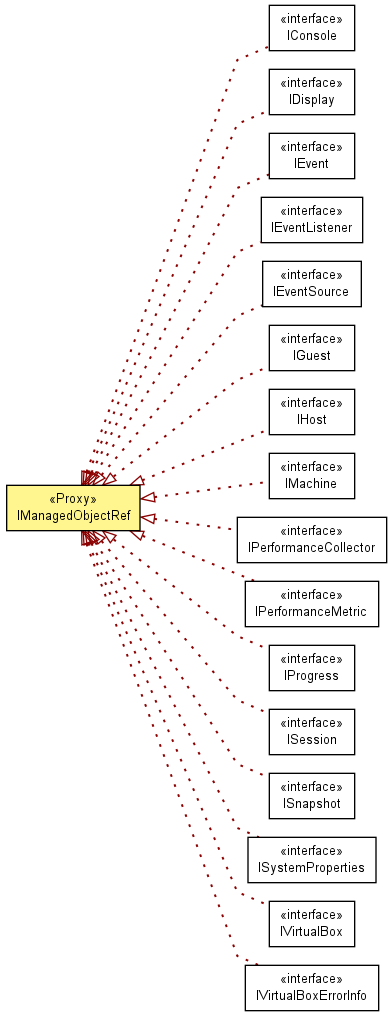 «interface»
IConsole
«interface»
IDisplay
«interface»
IEvent
«interface»
IEventListener
«interface»
IEventSource
«interface»
IGuest
«interface»
IHost
«interface»
IMachine
«Proxy»
IManagedObjectRef
«interface»
IPerformanceCollector
«interface»
IPerformanceMetric
«interface»
IProgress
«interface»
ISession
«interface»
ISnapshot
«interface»
ISystemProperties
«interface»
IVirtualBox
«interface»
IVirtualBoxErrorInfo